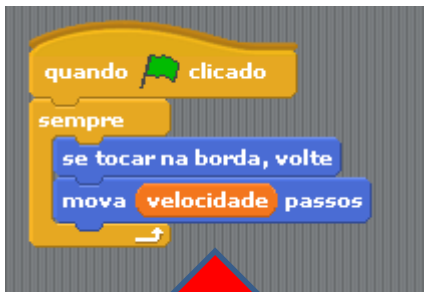 quando clicado
sempre
se tocar na borda, volte
mova velocidade passos